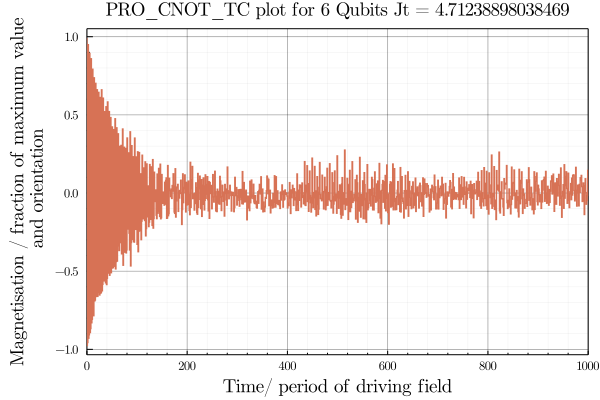 PRO_CNOT_TC plot for 6 Qubits Jt = 4.71238898038469
Magnetisation / fraction of maximum value
and orientation
1.0
0.5
0.0
−0.5
−1.0
0 200 400 600 800 1000
Time/ period of driving field